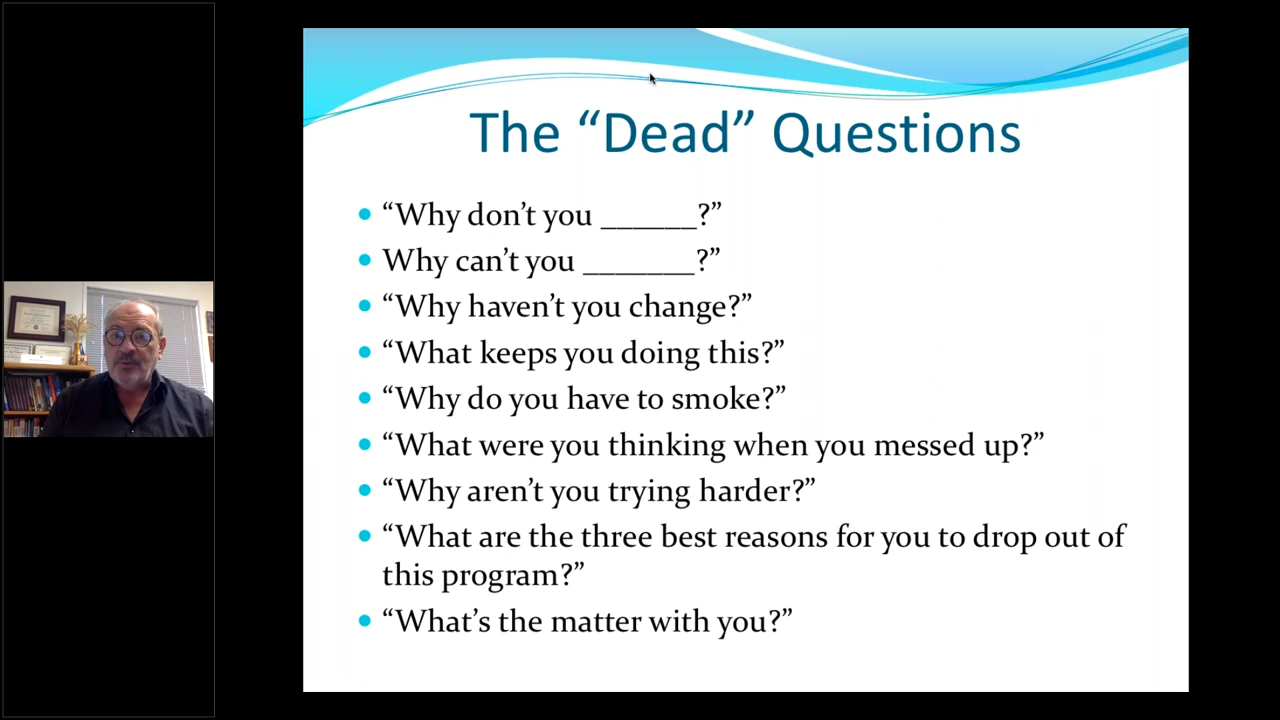 The “Dead” Questions
“Why don’t you ______?”
Why can’t you _______?”
“Why haven’t you change?”
“What keeps you doing this?”
“Why do you have to smoke?”
“What were you thinking when you messed up?”
“Why aren’t you trying harder?”
“What are the three best reasons for you to drop out of
this program?”
“What’s the matter with you?”